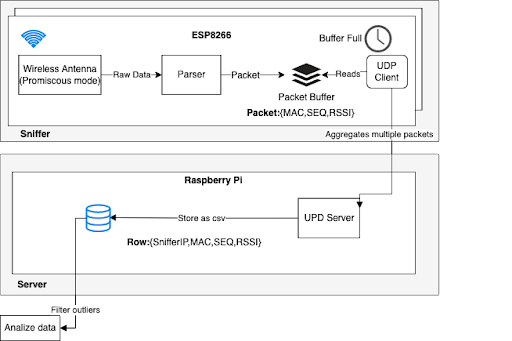 ESP8266
Buffer Full
Wireless Antenna
(Promiscous mode)
Raw Data
Parser
Packet
Reads
UDP
Client
Packet Buffer
Packet:{MAC,SEQ,RSSI}
Sniffer
Aggregates multiple packets
Raspberry Pi
Store as csv
UPD Server
Row:{SnifferIP,MAC,SEQ,RSSI}
Server
Filter outliers
Analize data